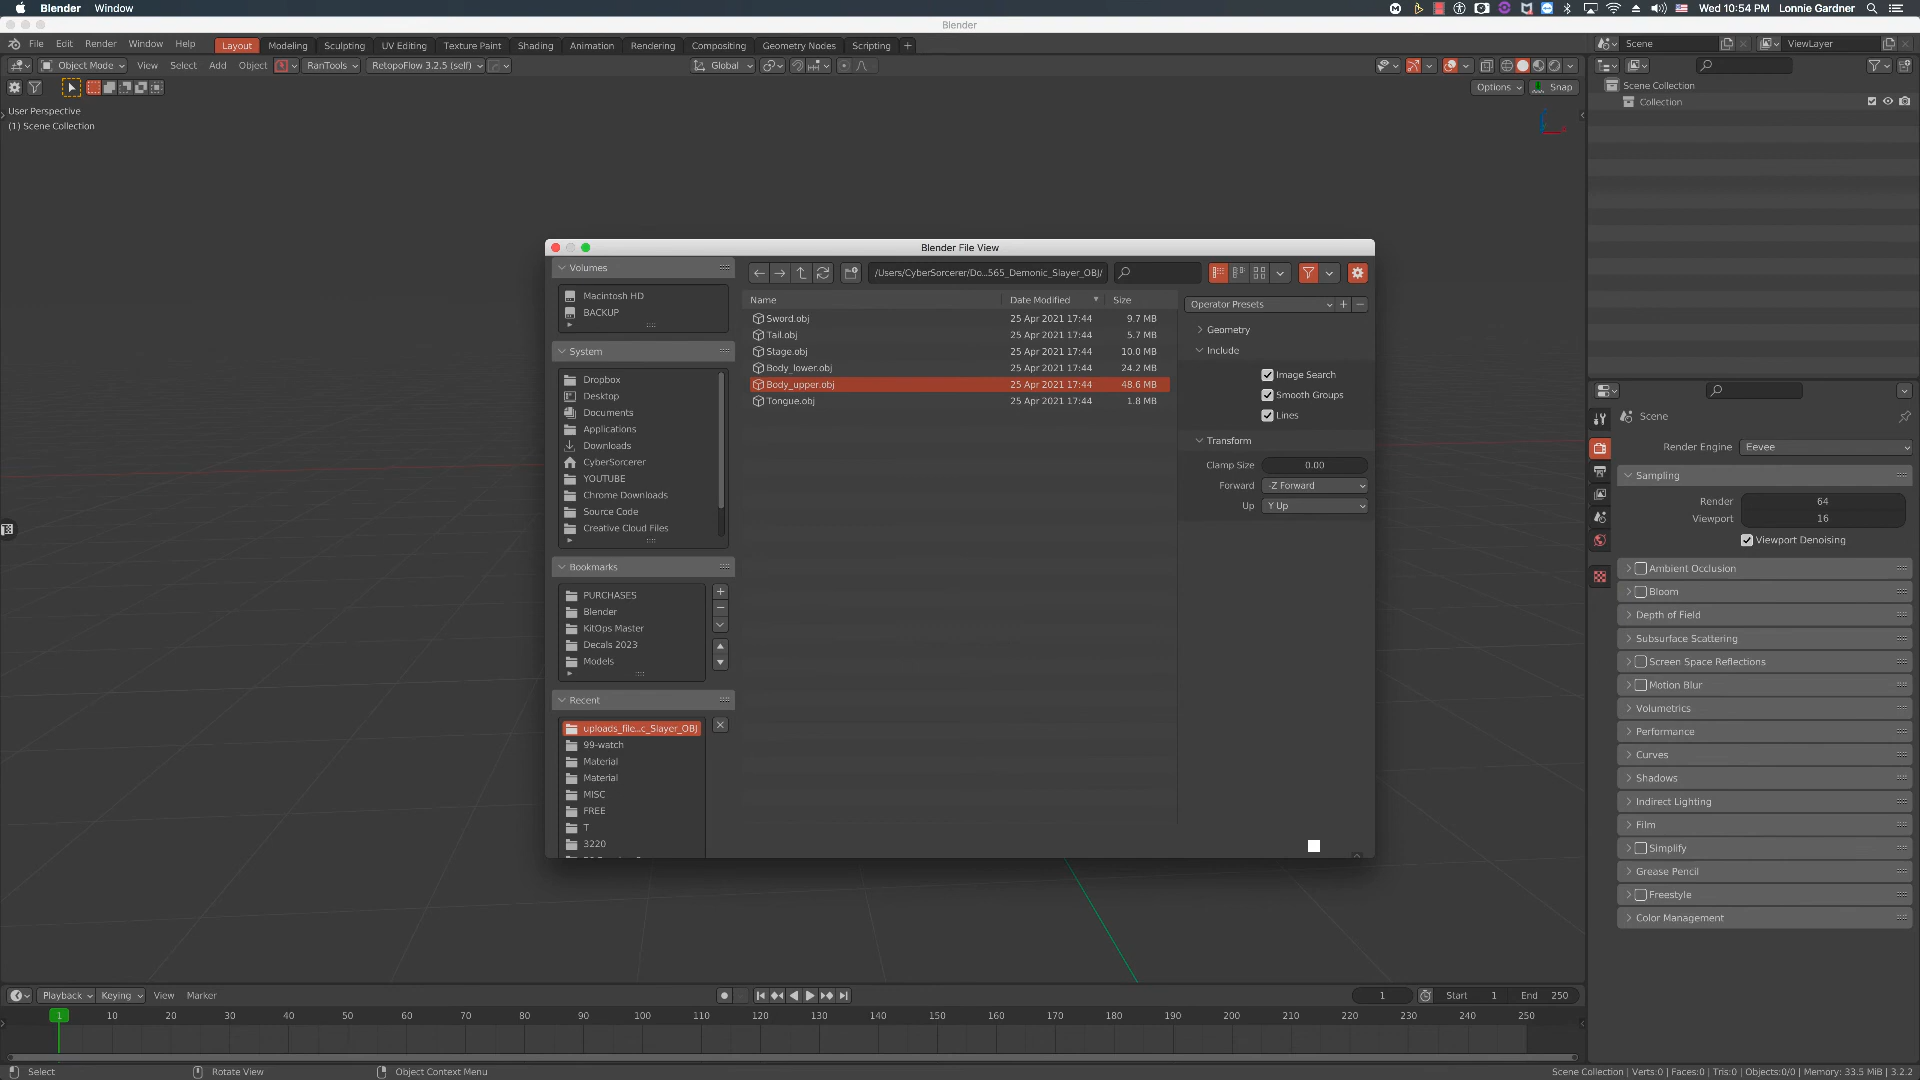 Blender Window Wed 10:54 PM Lonnie Gardner
Blender
File Edit Render Window Help Layout Modeling Sculpting UV Editing Texture Paint Shading Animation Rendering Compositing Geometry Nodes Scripting + Scene ViewLayer
Object Mode View Select Add Object RanTools RetopoFlow 3.2.5 (self) Global
Options Snap
User Perspective
(1) Scene Collection
Scene Collection
Collection
Blender File View
Volumes
Macintosh HD
BACKUP
System
Dropbox
Desktop
Documents
Applications
Downloads
CyberSorcerer
YOUTUBE
Chrome Downloads
Source Code
Creative Cloud Files
Bookmarks
PURCHASES
Blender
KitOps Master
Decals 2023
Models
Recent
uploads_file...c_Slayer_OBJ
99-watch
Material
Material
MISC
FREE
T
3220
/Users/CyberSorcerer/Do...565_Demonic_Slayer_OBJ/
Name Date Modified Size
Sword.obj 25 Apr 2021 17:44 9.7 MB
Tail.obj 25 Apr 2021 17:44 5.7 MB
Stage.obj 25 Apr 2021 17:44 10.0 MB
Body_lower.obj 25 Apr 2021 17:44 24.2 MB
Body_upper.obj 25 Apr 2021 17:44 48.6 MB
Tongue.obj 25 Apr 2021 17:44 1.8 MB
Operator Presets
Geometry
Include
Image Search
Smooth Groups
Lines
Transform
Clamp Size 0.00
Forward -Z Forward
Up Y Up
Scene
Render Engine Eevee
Sampling
Render 64
Viewport 16
Viewport Denoising
Ambient Occlusion
Bloom
Depth of Field
Subsurface Scattering
Screen Space Reflections
Motion Blur
Volumetrics
Performance
Curves
Shadows
Indirect Lighting
Film
Simplify
Grease Pencil
Freestyle
Color Management
Playback Keying View Marker 1 Start 1 End 250
1 10 20 30 40 50 60 70 80 90 100 110 120 130 140 150 160 170 180 190 200 210 220 230 240 250
Select Rotate View Object Context Menu Scene Collection | Verts:0 | Faces:0 | Tris:0 | Objects:0/0 | Memory: 33.5 MiB | 3.2.2